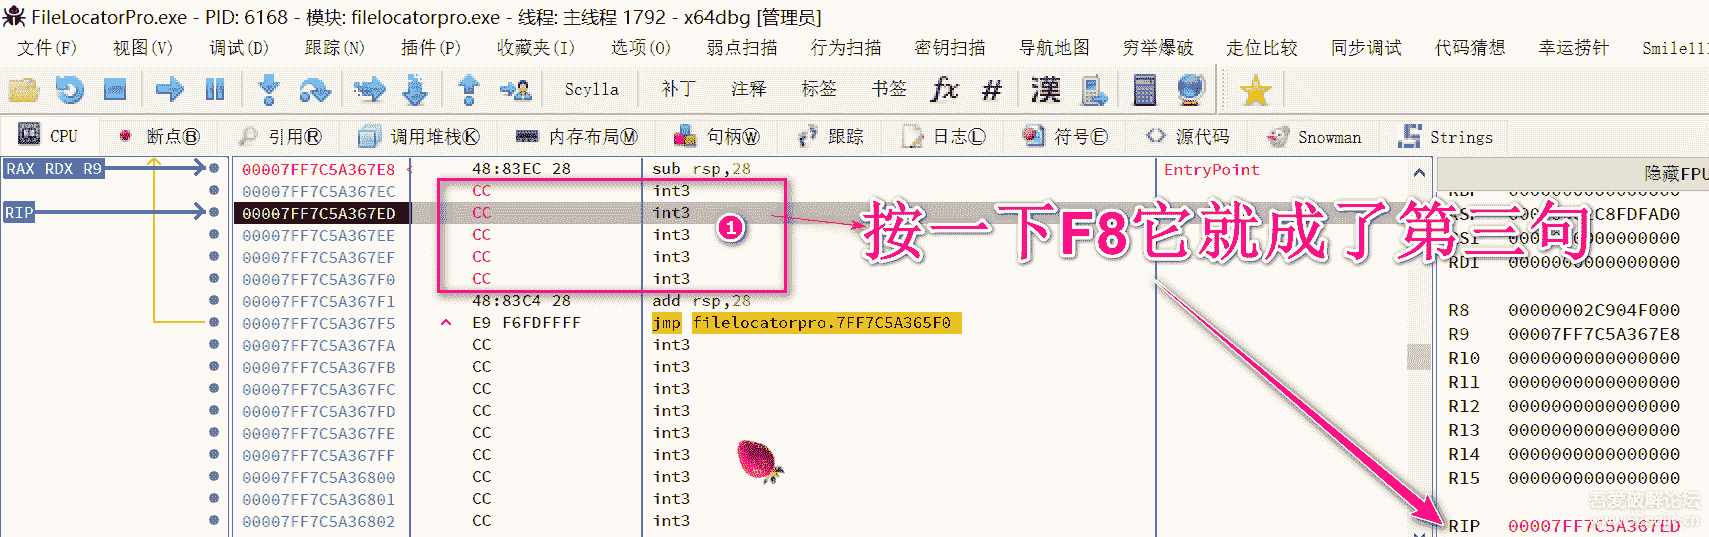 FileLocatorPro.exe - PID: 6168 - 模块: filelocatorpro.exe - 线程: 主线程 1792 - x64dbg [管理员]
文件(F) 视图(V) 调试(D) 跟踪(N) 插件(P) 收藏夹(I) 选项(O) 弱点扫描 行为扫描 密钥扫描 导航地图 穷举爆破 走位比较 同步调试 代码猜想 幸运捞针
Scylla 补丁 注释 标签 书签 fx # 漢
CPU 断点Ⓑ 引用Ⓡ 调用堆栈Ⓚ 内存布局Ⓜ 句柄Ⓦ 跟踪 日志Ⓛ 符号Ⓔ 源代码 Snowman Strings
RAX RDX R9 00007FF7C5A367E8 48:83EC 28 sub rsp,28 EntryPoint 隐藏FPU
00007FF7C5A367EC CC int3
RIP 00007FF7C5A367ED CC int3
00007FF7C5A367EE CC int3
00007FF7C5A367EF CC int3
00007FF7C5A367F0 CC int3
00007FF7C5A367F1 48:83C4 28 add rsp,28
00007FF7C5A367F5 E9 F6FDFFFF jmp filelocatorpro.7FF7C5A365F0
00007FF7C5A367FA CC int3
00007FF7C5A367FB CC int3
00007FF7C5A367FC CC int3
00007FF7C5A367FD CC int3
00007FF7C5A367FE CC int3
00007FF7C5A367FF CC int3
00007FF7C5A36800 CC int3
00007FF7C5A36801 CC int3
00007FF7C5A36802 CC int3
❶ 按一下F8它就成了第三句
RDI 0000000000000000
R8 00000002C904F000
R9 00007FF7C5A367E8
R10 0000000000000000
R11 0000000000000000
R12 0000000000000000
R13 0000000000000000
R14 0000000000000000
R15 0000000000000000
RIP 00007FF7C5A367ED
吾爱破解论坛